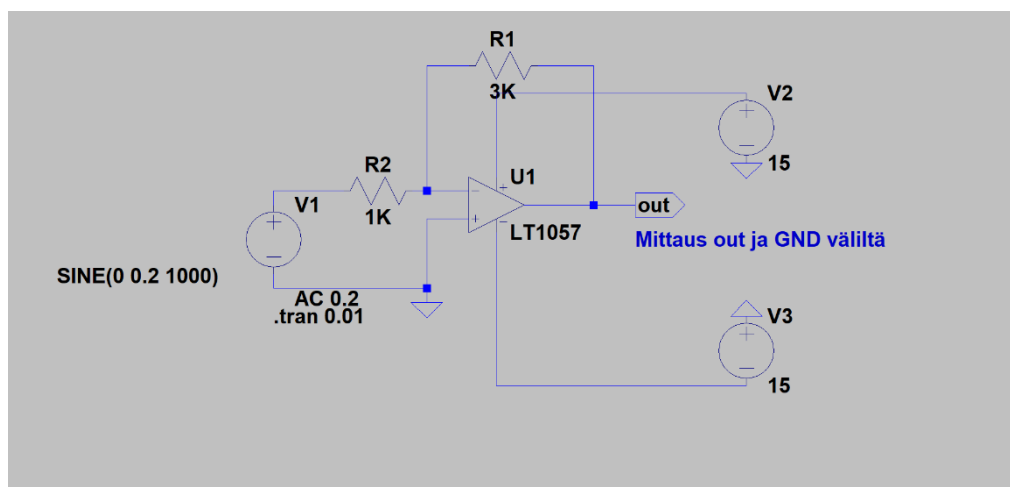 R1
3K
V2
15
R2
1K
U1
+
-
LT1057
out
Mittaus out ja GND väliltä
V1
SINE(0 0.2 1000)
AC 0.2
.tran 0.01
V3
15